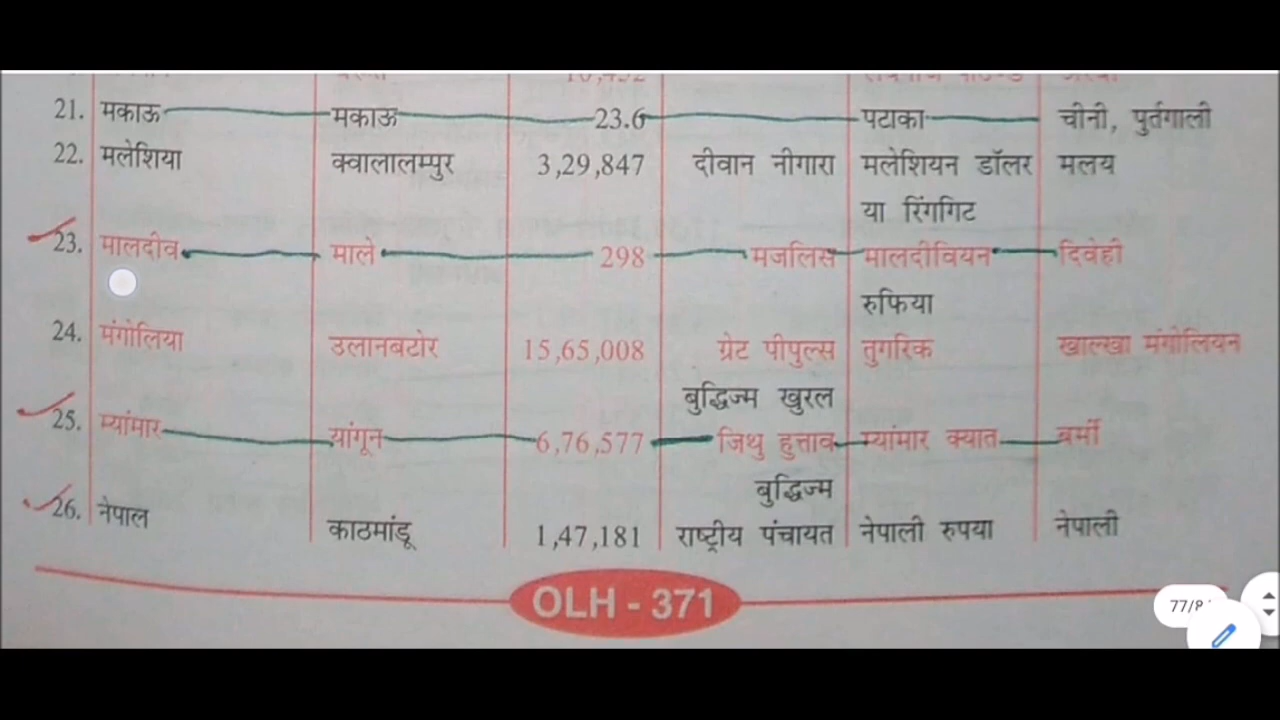 21. मकाऊ मकाऊ 23.6 पटाका चीनी, पुर्तगाली
22. मलेशिया क्वालालम्पुर 3,29,847 दीवान नीगारा मलेशियन डॉलर मलय
या रिंगगिट
23. मालदीव माले 298 मजलिस मालदीवियन दिवेही
रुफिया
24. मंगोलिया उलानबटोर 15,65,008 ग्रेट पीपुल्स तुगरिक खाल्खा मंगोलियन
बुद्धिज्म खुरल
25. म्यांमार यांगून 6,76,577 जिथु हुत्ताव म्यांमार क्यात बर्मी
बुद्धिज्म
26. नेपाल काठमांडू 1,47,181 राष्ट्रीय पंचायत नेपाली रुपया नेपाली
OLH - 371